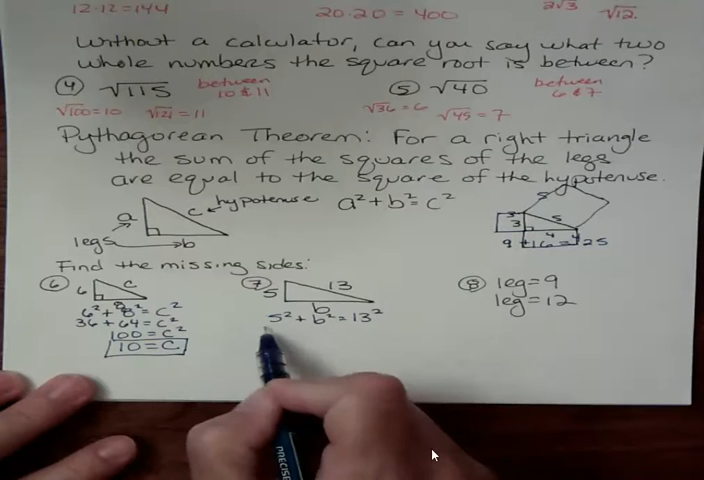 12·12=144
20·20=400
2√3
√12.
Without a calculator, can you say what two
whole numbers the square root is between?
④ √115 between 10 & 11
√100=10 √121=11
⑤ √40 between 6 & 7
√36=6 √45=7
Pythagorean Theorem: For a right triangle
the sum of the squares of the legs
are equal to the square of the hypotenuse.
a c hypotenuse a²+b²=c²
legs b
5 3 3 5 4 4
9+16=25
Find the missing sides:
⑥ 6 c 8
6²+8²=c²
36+64=c²
100=c²
10=c
⑦ 5 13 b
5²+b²=13²
⑧ leg=9
leg=12
PRECISE